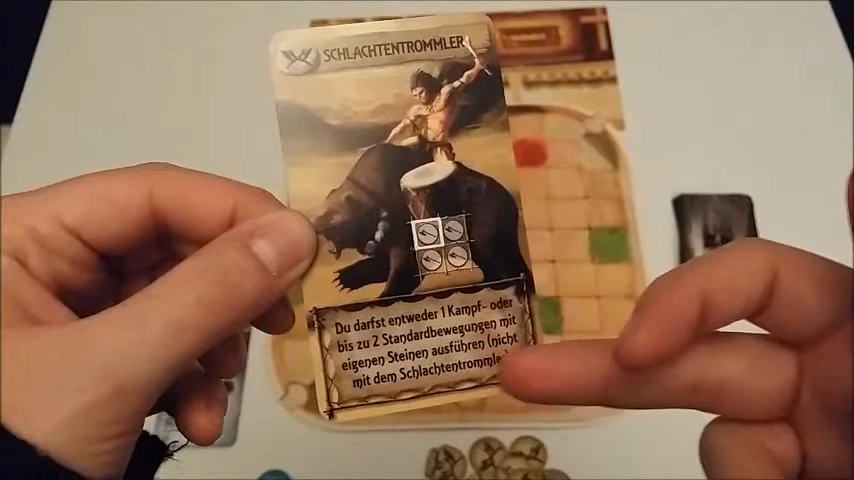 SCHLACHTENTROMMLER
DU DARFST ENTWEDER 1 KAMPF- ODER
BIS ZU 2 STANDARDBEWEGUNGEN MIT
EIGENEN STEINEN AUSFÜHREN (NICHT
MIT DEM SCHLACHTENTROMMLER